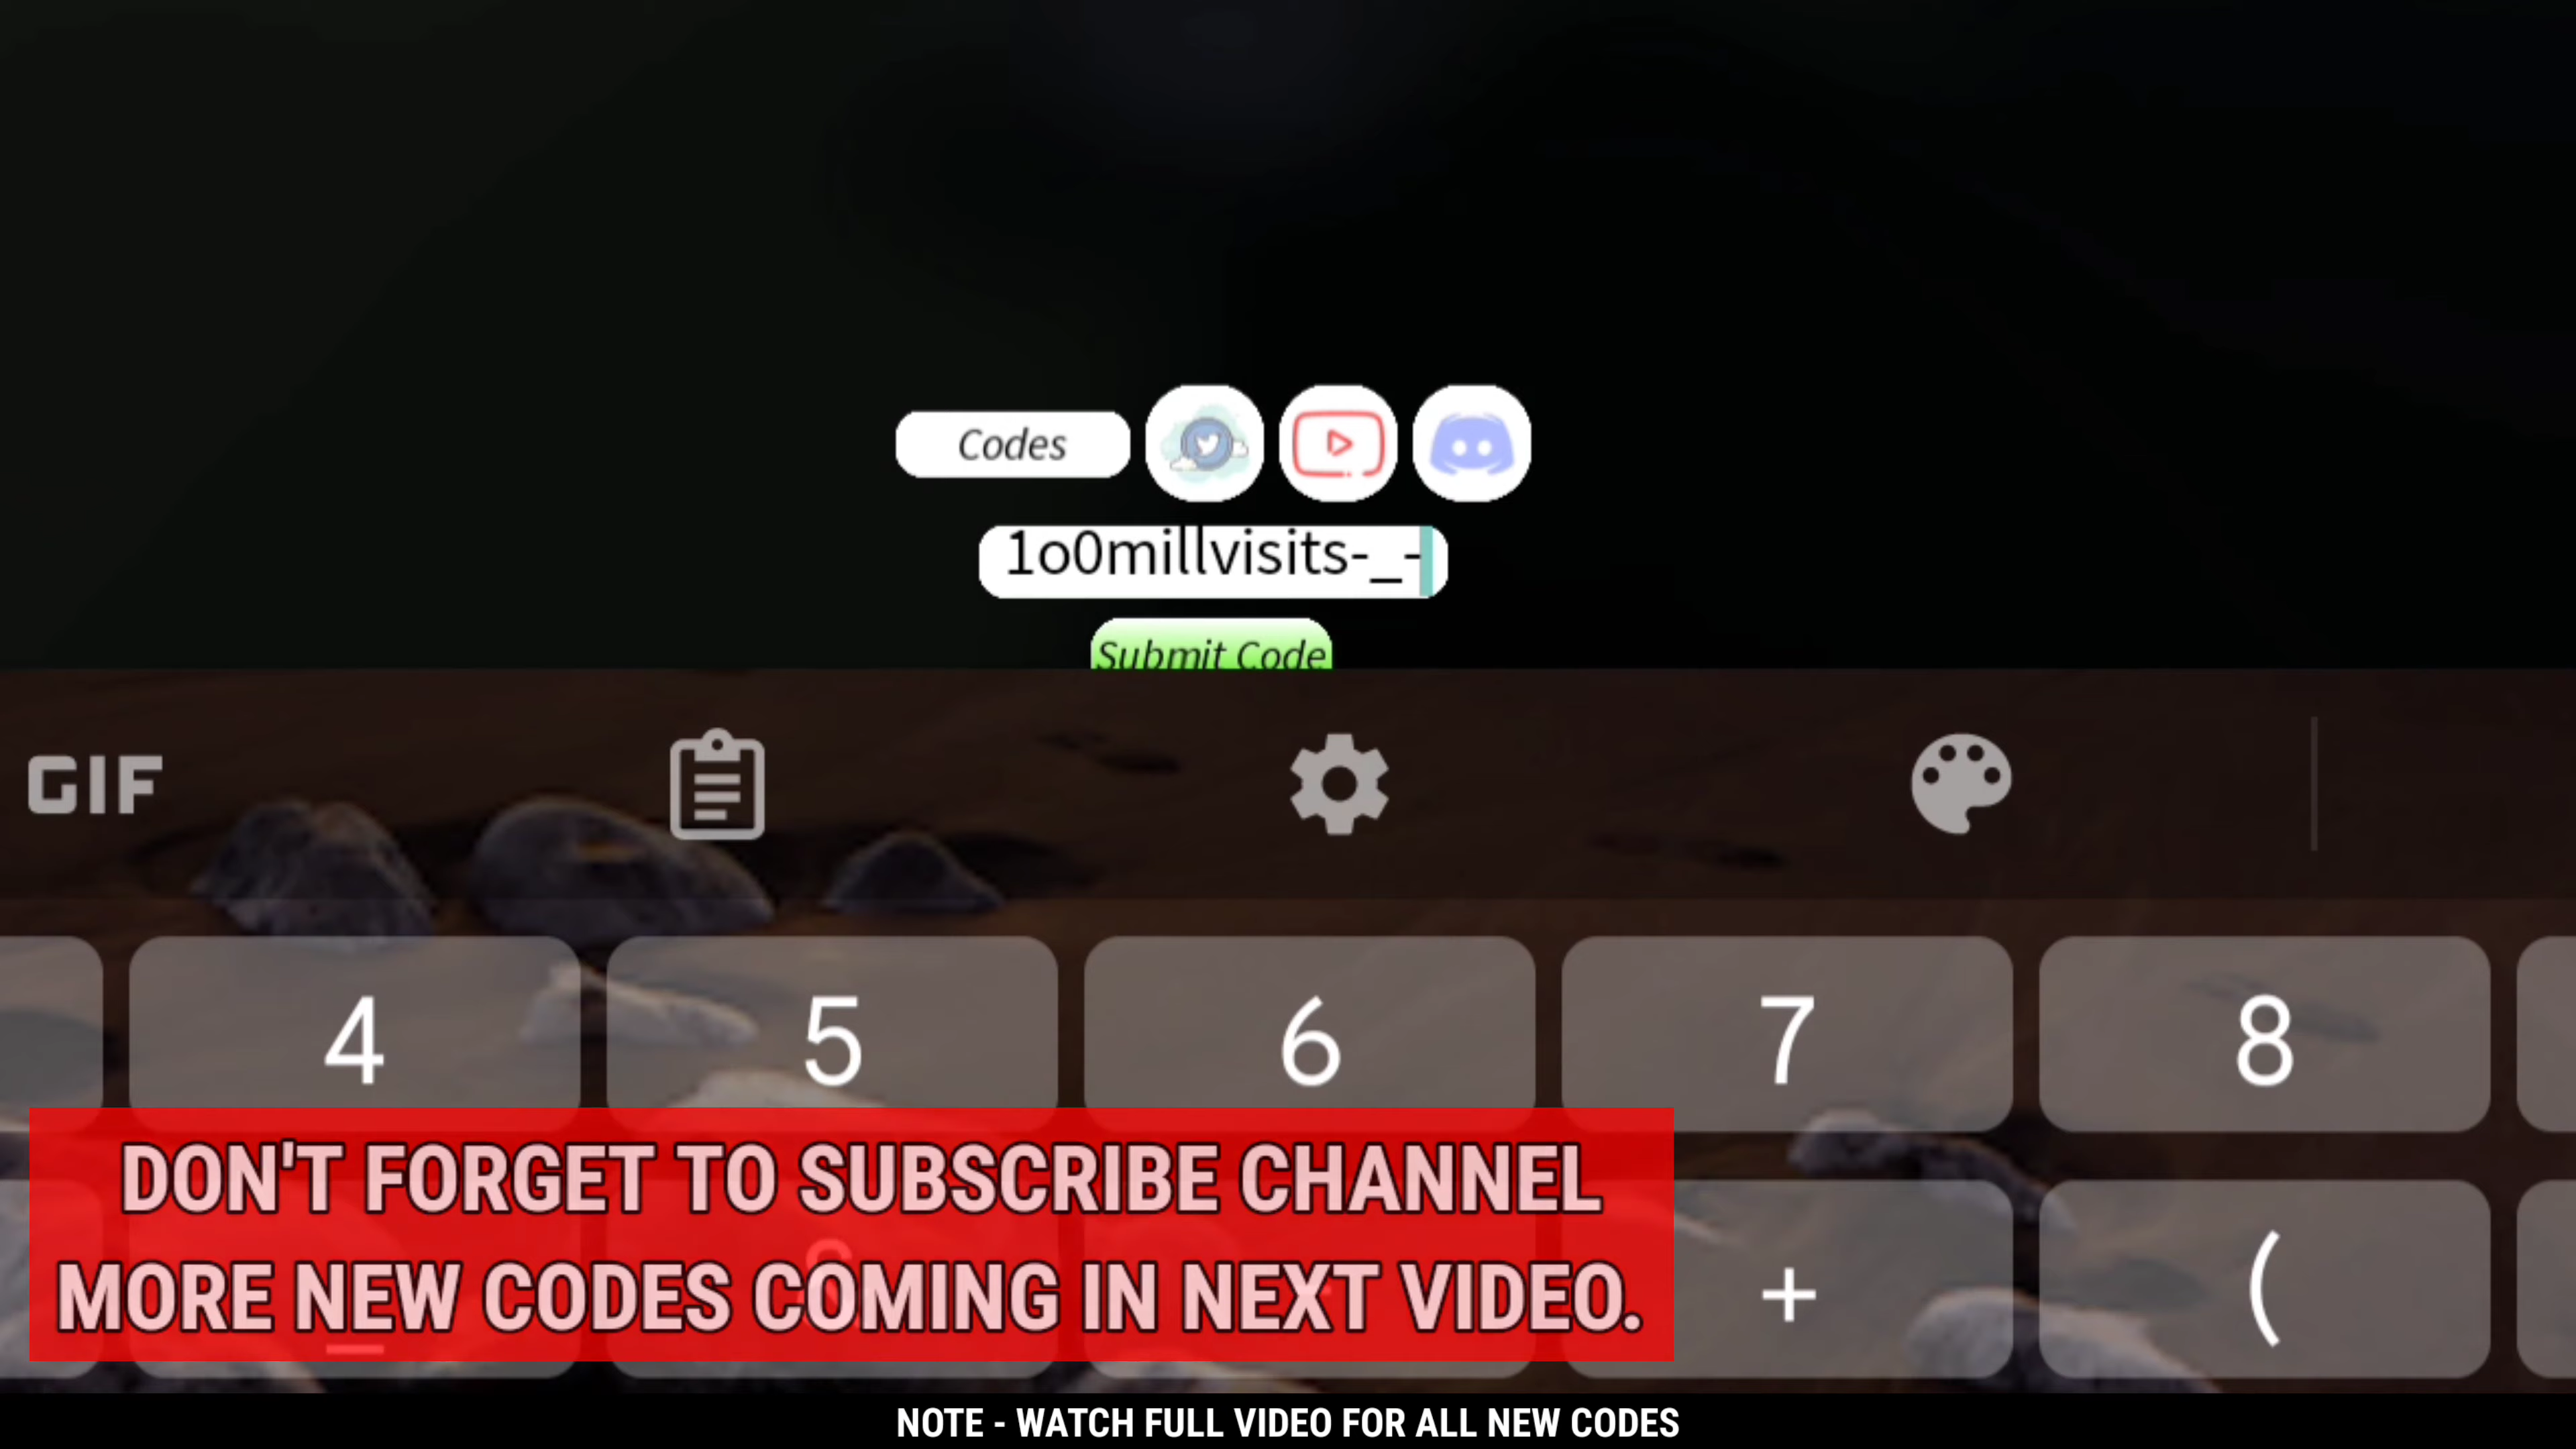 Codes
1o0millvisits-_-
Submit Code
GIF
4 5 6 7 8
DON'T FORGET TO SUBSCRIBE CHANNEL
MORE NEW CODES COMING IN NEXT VIDEO.
+ (
NOTE - WATCH FULL VIDEO FOR ALL NEW CODES